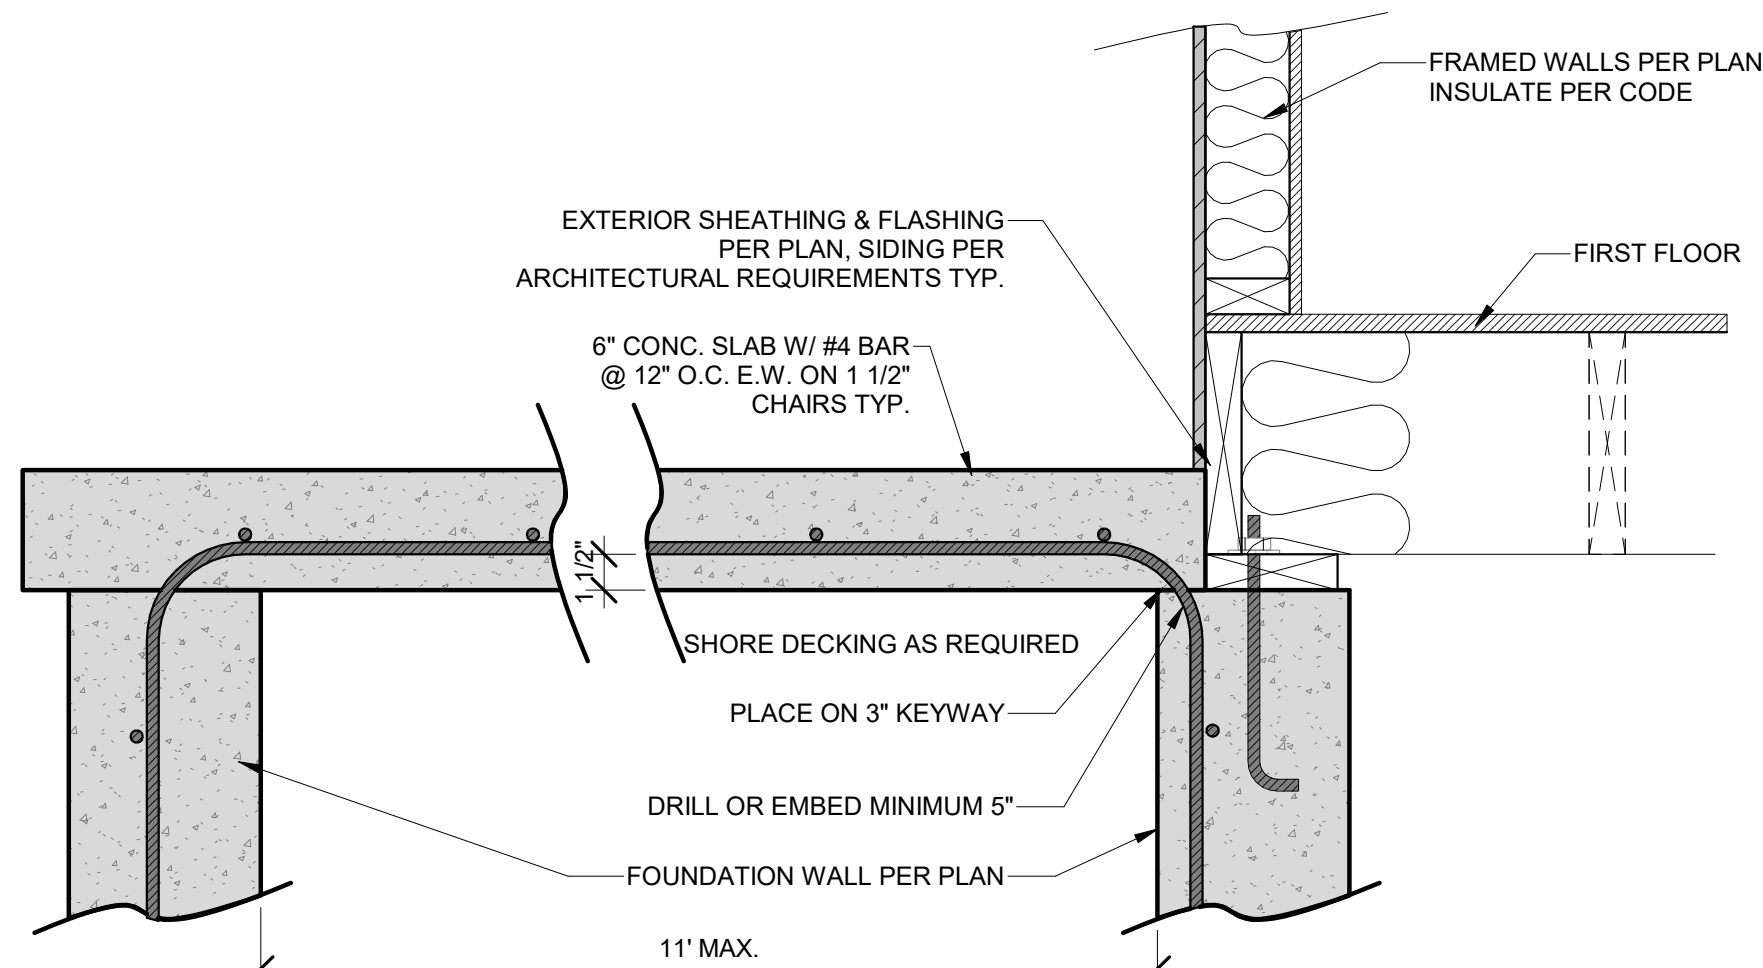 FRAMED WALLS PER PLAN
INSULATE PER CODE
EXTERIOR SHEATHING & FLASHING
PER PLAN, SIDING PER
ARCHITECTURAL REQUIREMENTS TYP.
FIRST FLOOR
6" CONC. SLAB W/ #4 BAR
@ 12" O.C. E.W. ON 1 1/2"
CHAIRS TYP.
1 1/2"
SHORE DECKING AS REQUIRED
PLACE ON 3" KEYWAY
DRILL OR EMBED MINIMUM 5"
FOUNDATION WALL PER PLAN
11' MAX.